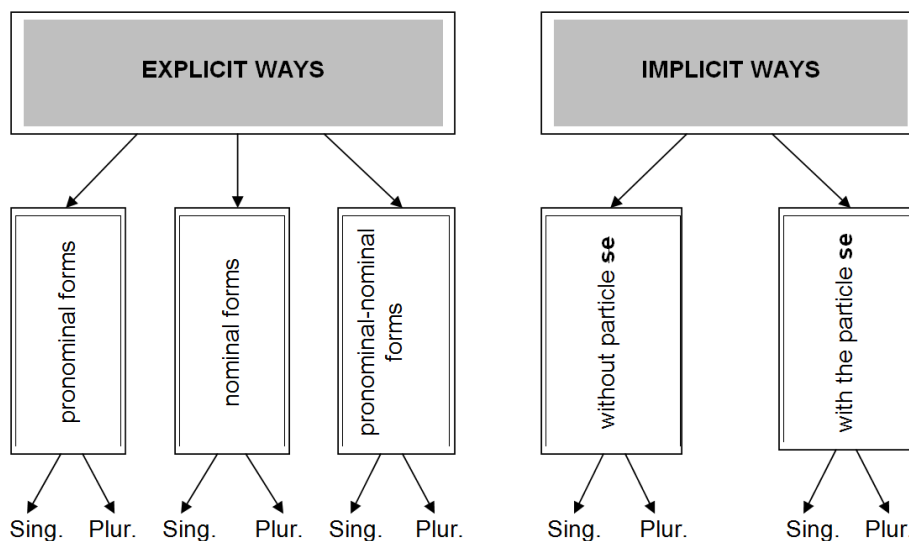 EXPLICIT WAYS
IMPLICIT WAYS
pronominal forms
nominal forms
pronominal-nominal
forms
without particle se
with the particle se
Sing. Plur. Sing. Plur. Sing. Plur. Sing. Plur. Sing. Plur.